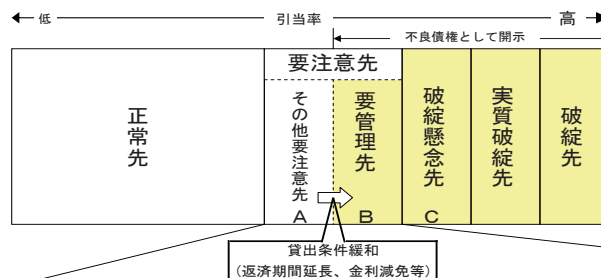 低 引当率 高
不良債権として開示
要注意先
正常先
その他要注意先
要管理先
破綻懸念先
実質破綻先
破綻先
A B C
貸出条件緩和
(返済期間延長、金利減免等)